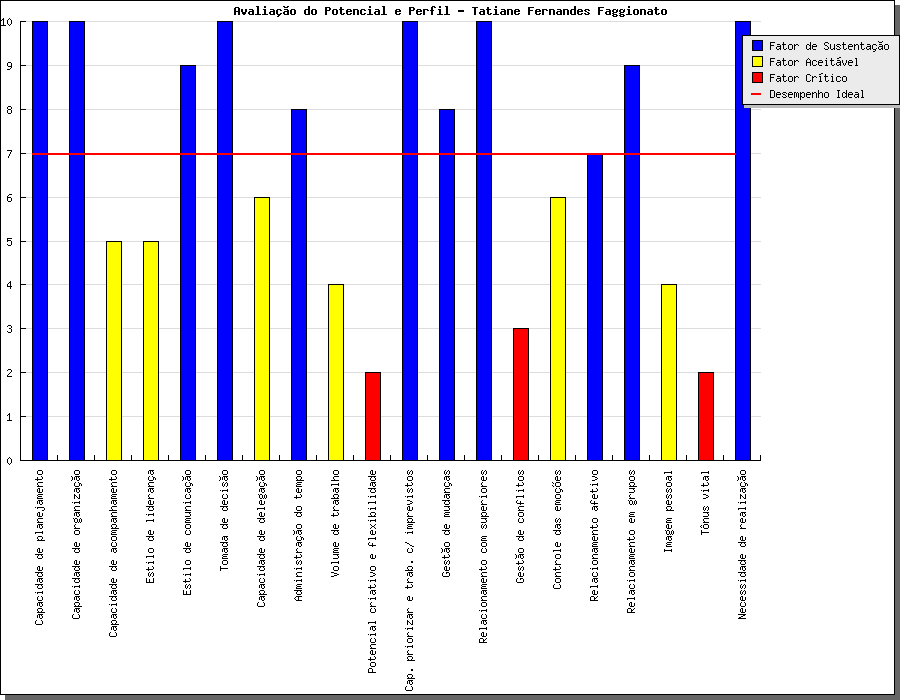 Avaliação do Potencial e Perfil - Tatiane Fernandes Faggionato
Fator de Sustentação
Fator Aceitável
Fator Crítico
Desempenho Ideal
10
9
8
7
6
5
4
3
2
1
0
Capacidade de planejamento
Capacidade de organização
Capacidade de acompanhamento
Estilo de liderança
Estilo de comunicação
Tomada de decisão
Capacidade de delegação
Administração do tempo
Volume de trabalho
Potencial criativo e flexibilidade
Cap. priorizar e trab. c/ imprevistos
Gestão de mudanças
Relacionamento com superiores
Gestão de conflitos
Controle das emoções
Relacionamento afetivo
Relacionamento em grupos
Imagem pessoal
Tônus vital
Necessidade de realização